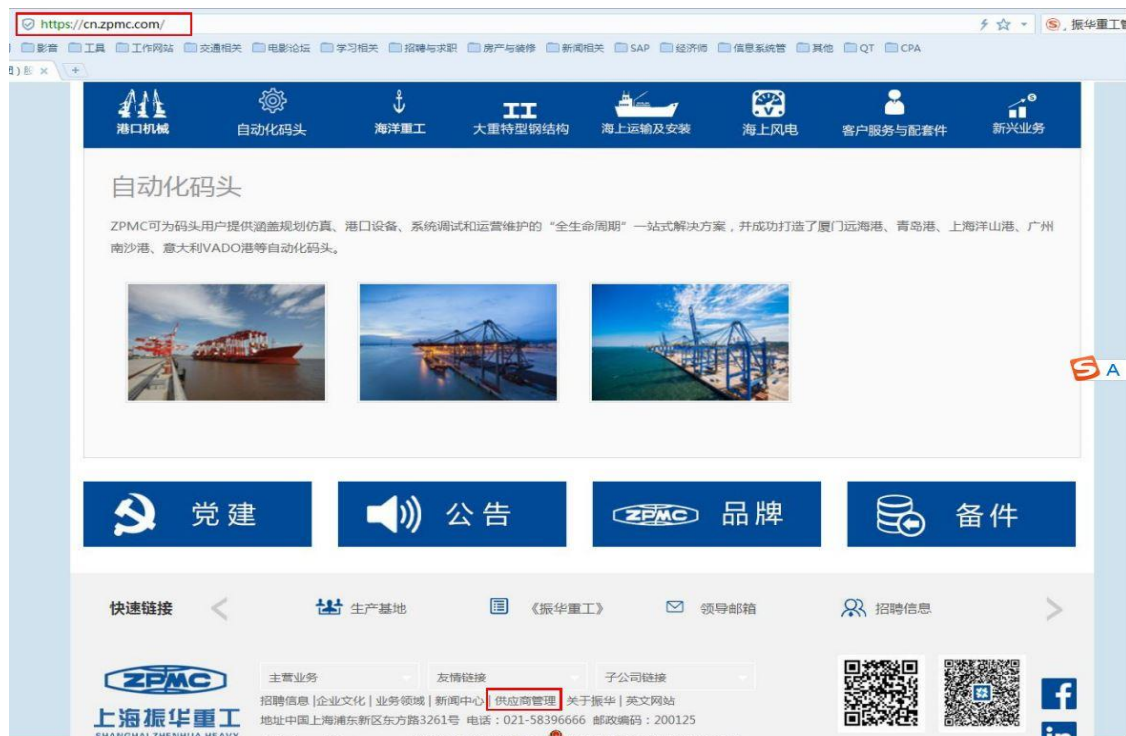 https://cn.zpmc.com/
振华重工管
影音 工具 工作网站 交通相关 电影论坛 学习相关 招聘与求职 房产与装修 新闻相关 SAP 经济师 信息系统管 其他 QT CPA
港口机械 自动化码头 海洋重工 大重特型钢结构 海上运输及安装 海上风电 客户服务与配套件 新兴业务
自动化码头
ZPMC可为码头用户提供涵盖规划仿真、港口设备、系统调试和运营维护的“全生命周期”一站式解决方案，并成功打造了厦门远海港、青岛港、上海洋山港、广州
南沙港、意大利VADO港等自动化码头。
A
党建 公告 ZPMC 品牌 备件
快速链接 生产基地 《振华重工》 领导邮箱 招聘信息
ZPMC
上海振华重工
SHANGHAI ZHENHUA HEAVY
主营业务 友情链接 子公司链接
招聘信息|企业文化|业务领域|新闻中心|供应商管理|关于振华|英文网站
地址中国上海浦东新区东方路3261号 电话：021-58396666 邮政编码：200125
f
in